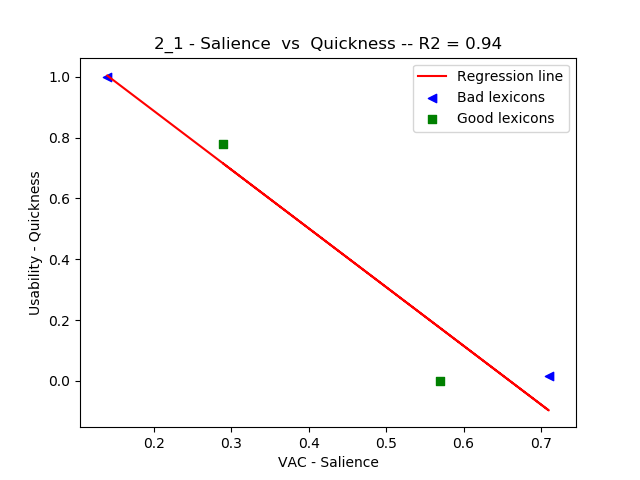 2_1 - Salience  vs  Quickness -- R2 = 0.94
Regression line
Bad lexicons
Good lexicons
Usability - Quickness
1.0
0.8
0.6
0.4
0.2
0.0
0.2 0.3 0.4 0.5 0.6 0.7
VAC - Salience